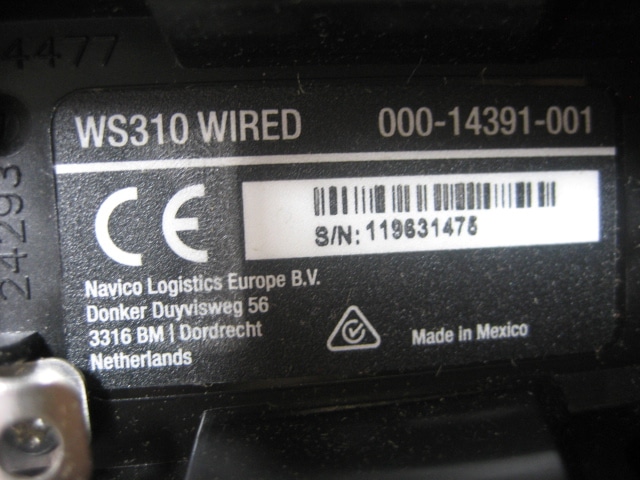 4477
WS310 WIRED 000-14391-001
CE
S/N: 119631475
24293
Navico Logistics Europe B.V.
Donker Duyvisweg 56
3316 BM | Dordrecht
Netherlands
Made in Mexico